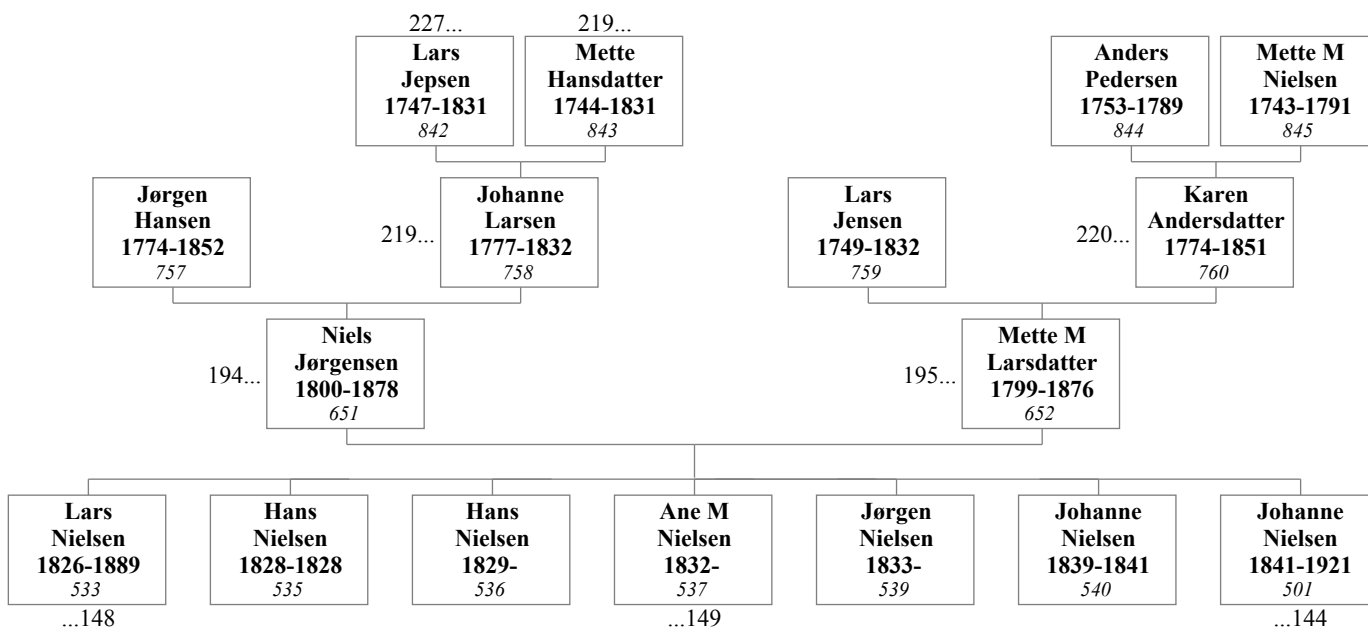 227...
219...
Lars
Jepsen
1747-1831
842
Mette
Hansdatter
1744-1831
843
Anders
Pedersen
1753-1789
844
Mette M
Nielsen
1743-1791
845
Jørgen
Hansen
1774-1852
757
219...
Johanne
Larsen
1777-1832
758
Lars
Jensen
1749-1832
759
220...
Karen
Andersdatter
1774-1851
760
194...
Niels
Jørgensen
1800-1878
651
195...
Mette M
Larsdatter
1799-1876
652
Lars
Nielsen
1826-1889
533
...148
Hans
Nielsen
1828-1828
535
Hans
Nielsen
1829-
536
Ane M
Nielsen
1832-
537
...149
Jørgen
Nielsen
1833-
539
Johanne
Nielsen
1839-1841
540
Johanne
Nielsen
1841-1921
501
...144